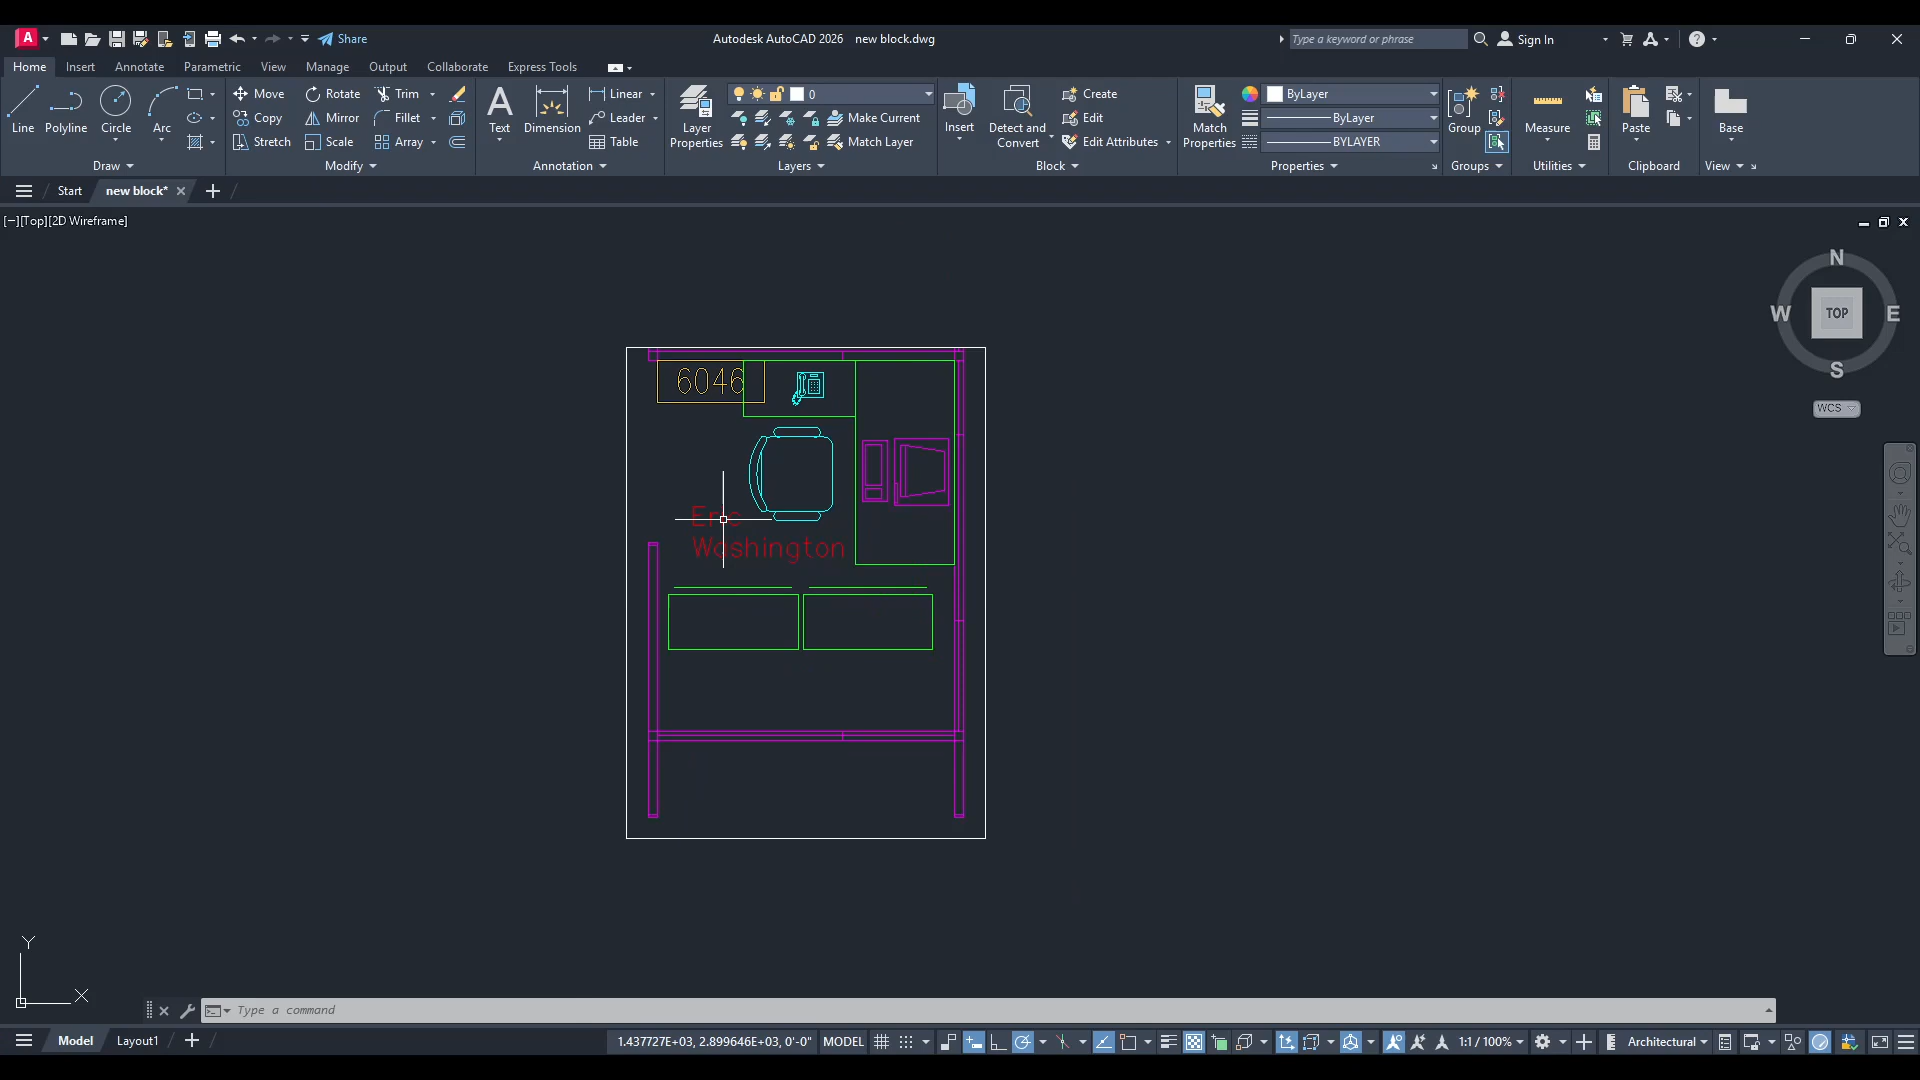 A
Share
Autodesk AutoCAD 2026 new block.dwg
Type a keyword or phrase
Sign In
Home Insert Annotate Parametric View Manage Output Collaborate Express Tools
Line Polyline Circle Arc
Move Rotate Trim
Copy Mirror Fillet
Stretch Scale Array
Text Dimension
Linear
Leader
Table
Layer Properties
0
Make Current
Match Layer
Insert
Detect and Convert
Create
Edit
Edit Attributes
Match Properties
ByLayer
ByLayer
BYLAYER
Group
Measure
Paste
Base
Draw Modify Annotation Layers Block Properties Groups Utilities Clipboard View
Start new block*
[−][Top][2D Wireframe]
N
W TOP E
S
WCS
6046
Eric
Washington
Y
X
Type a command
Model Layout1
1.437727E+03, 2.899646E+03, 0'-0" MODEL
1:1 / 100%
Architectural